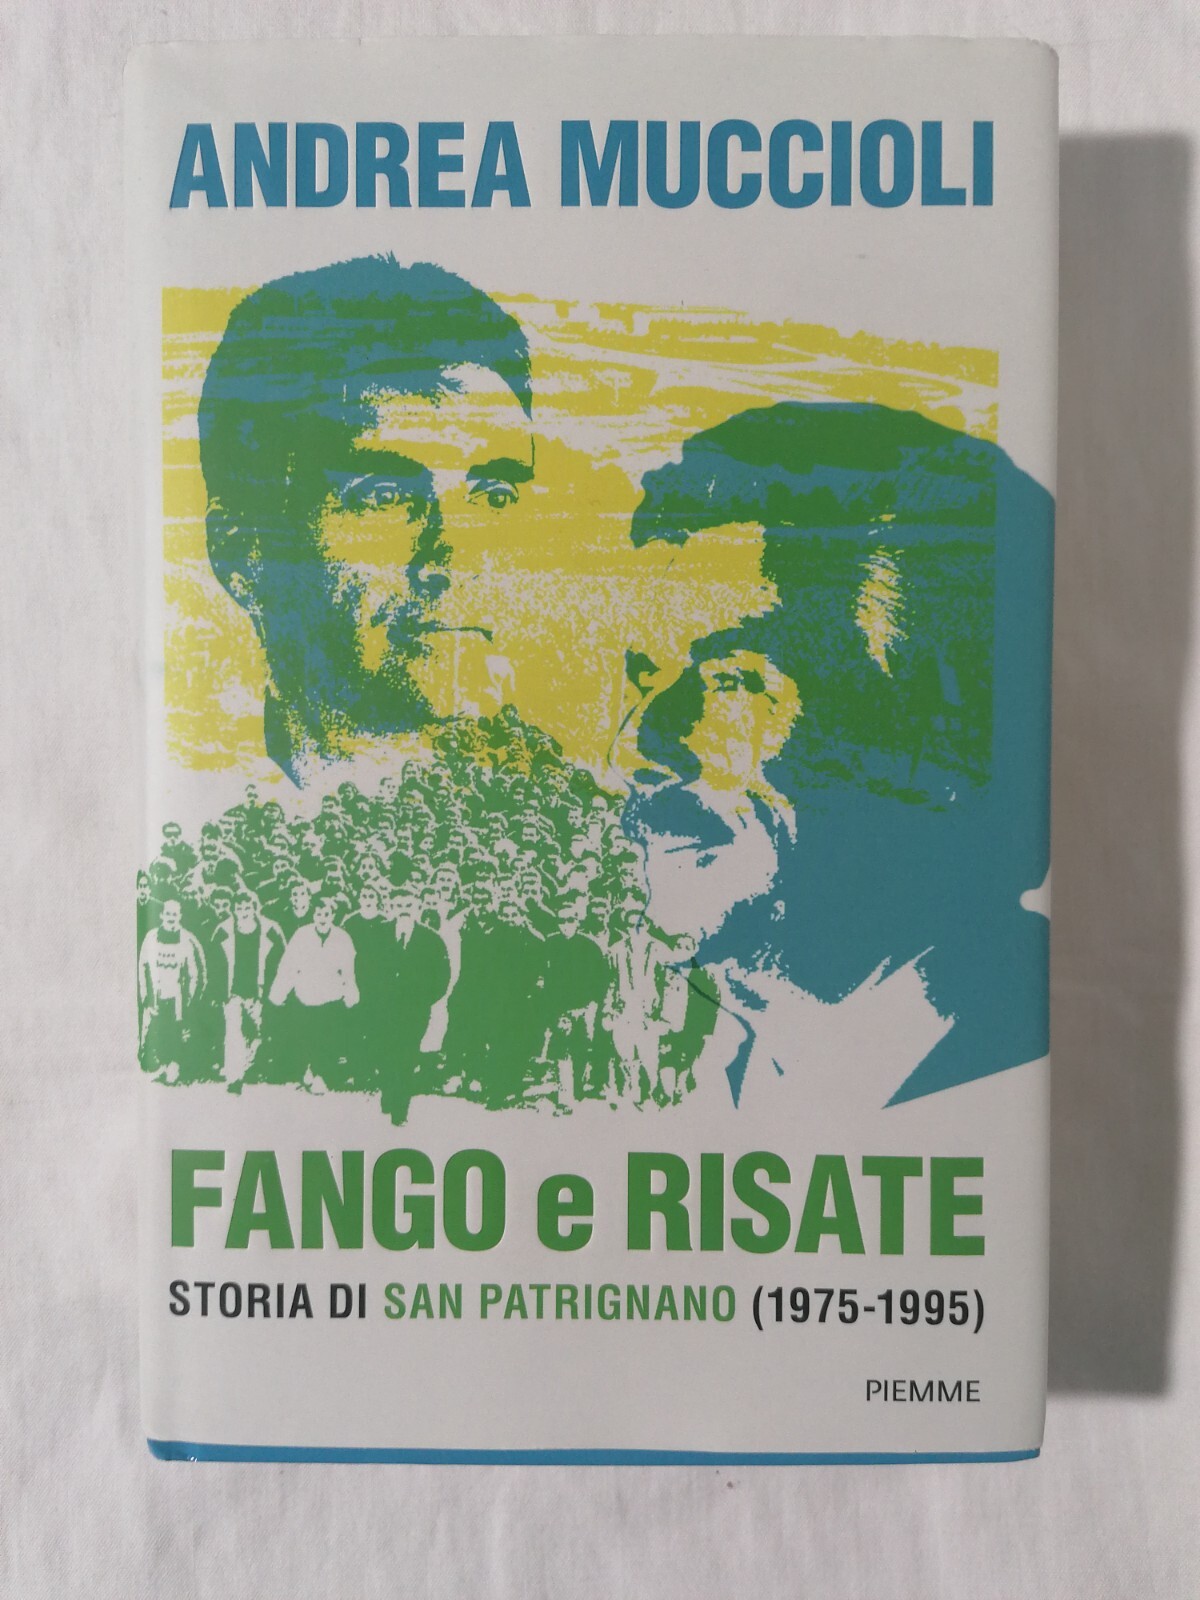 ANDREA MUCCIOLI
FANGO e RISATE
STORIA DI SAN PATRIGNANO (1975-1995)
PIEMME